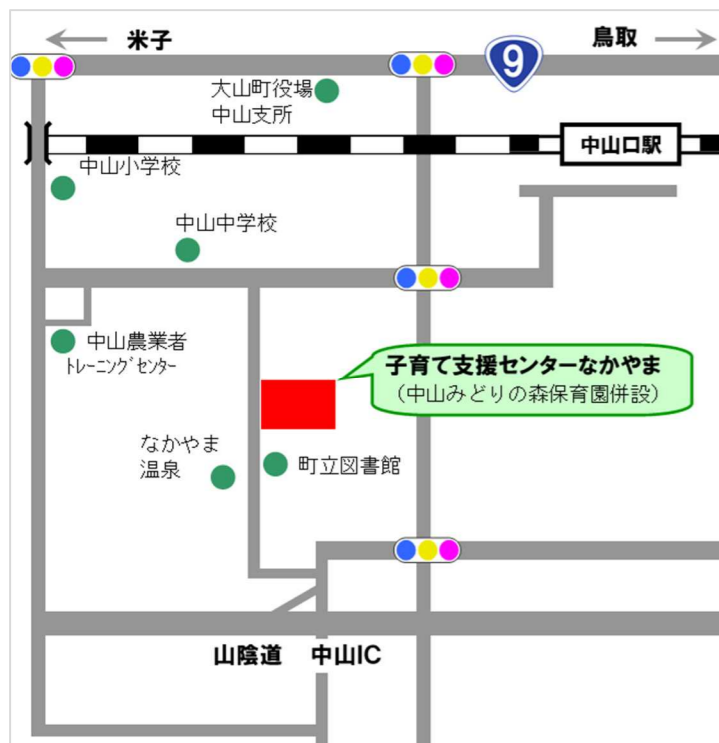 米子
鳥取
9
大山町役場
中山支所
中山口駅
中山小学校
中山中学校
中山農業者
トレーニングセンター
子育て支援センターなかやま
（中山みどりの森保育園併設）
なかやま
温泉
町立図書館
山陰道 中山IC